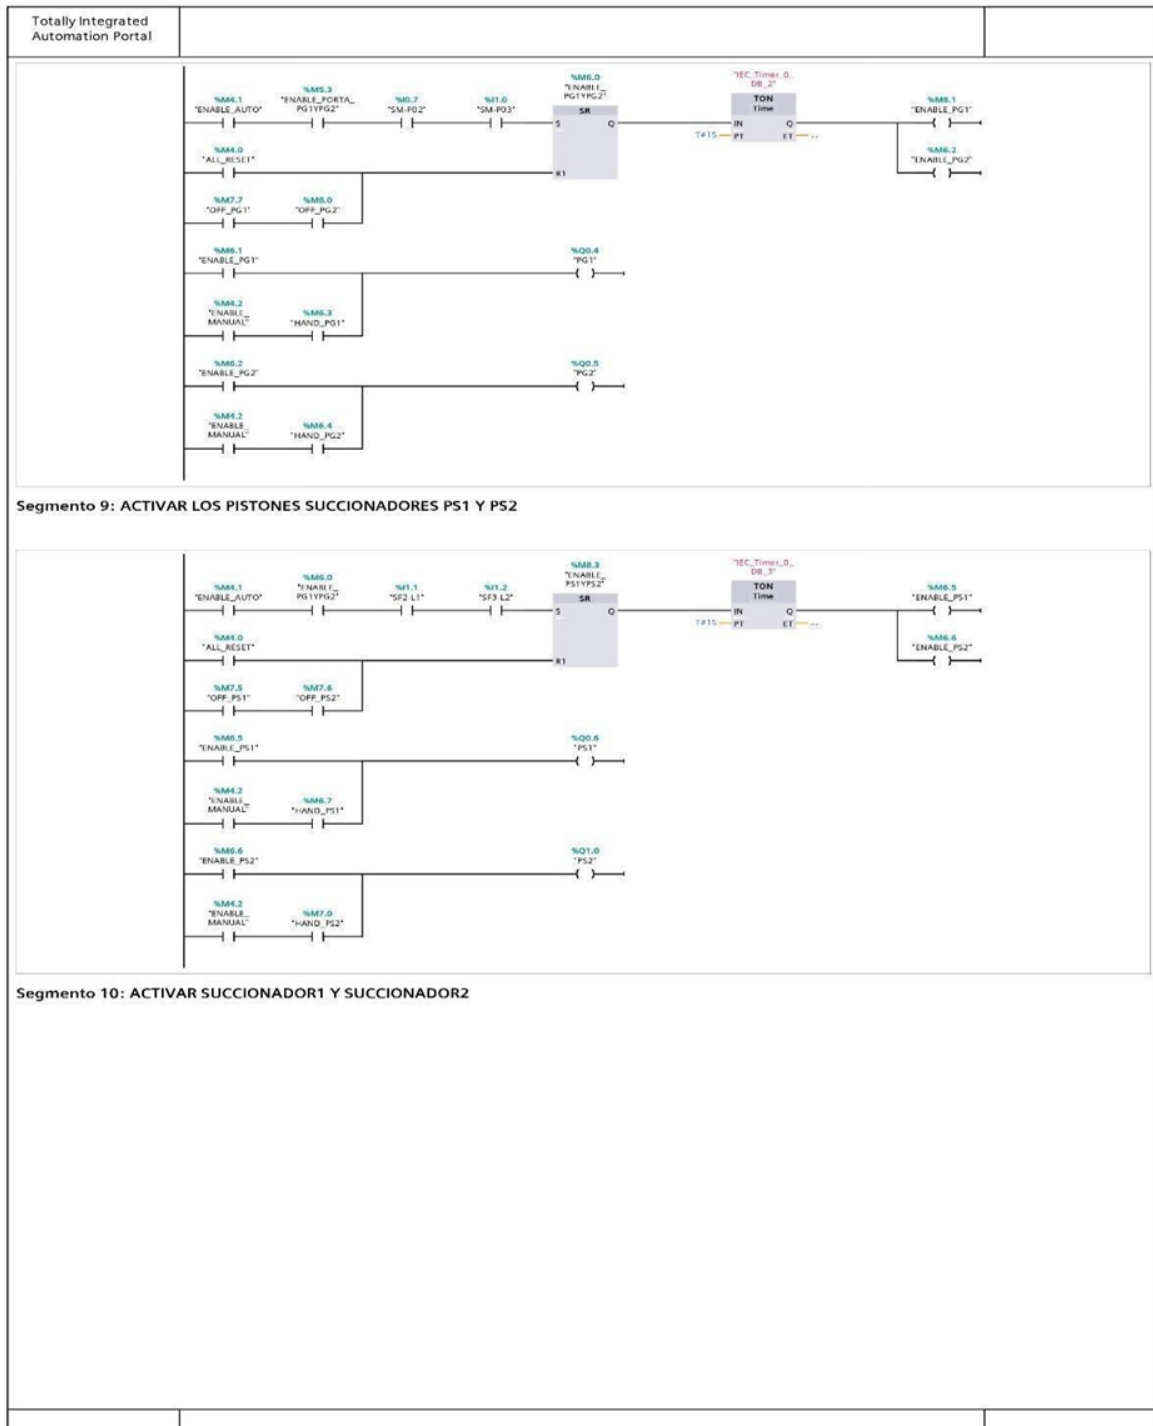 Totally Integrated
Automation Portal
%M4.1
"ENABLE_AUTO"
%M5.3
"ENABLE_PORTA_
PG1YPG2"
%I0.7
"SM-P02"
%I1.0
"SM-P03"
%M6.0
"ENABLE_
PG1YPG2"
SR
S
Q
R1
"IEC_Timer_0_
DB_2"
TON
Time
IN
Q
T#1S
PT
ET
...
%M6.1
"ENABLE_PG1"
%M6.2
"ENABLE_PG2"
%M4.0
"ALL_RESET"
%M7.7
"OFF_PG1"
%M8.0
"OFF_PG2"
%M6.1
"ENABLE_PG1"
%Q0.4
"PG1"
%M4.2
"ENABLE_
MANUAL"
%M6.3
"HAND_PG1"
%M6.2
"ENABLE_PG2"
%Q0.5
"PG2"
%M4.2
"ENABLE_
MANUAL"
%M6.4
"HAND_PG2"
Segmento 9: ACTIVAR LOS PISTONES SUCCIONADORES PS1 Y PS2
%M4.1
"ENABLE_AUTO"
%M6.0
"ENABLE_
PG1YPG2"
%I1.1
"SF2-L1"
%I1.2
"SF3-L2"
%M8.3
"ENABLE_
PS1YPS2"
SR
S
Q
R1
"IEC_Timer_0_
DB_3"
TON
Time
IN
Q
T#1S
PT
ET
...
%M6.5
"ENABLE_PS1"
%M6.6
"ENABLE_PS2"
%M4.0
"ALL_RESET"
%M7.5
"OFF_PS1"
%M7.6
"OFF_PS2"
%M6.5
"ENABLE_PS1"
%Q0.6
"PS1"
%M4.2
"ENABLE_
MANUAL"
%M6.7
"HAND_PS1"
%M6.6
"ENABLE_PS2"
%Q1.0
"PS2"
%M4.2
"ENABLE_
MANUAL"
%M7.0
"HAND_PS2"
Segmento 10: ACTIVAR SUCCIONADOR1 Y SUCCIONADOR2